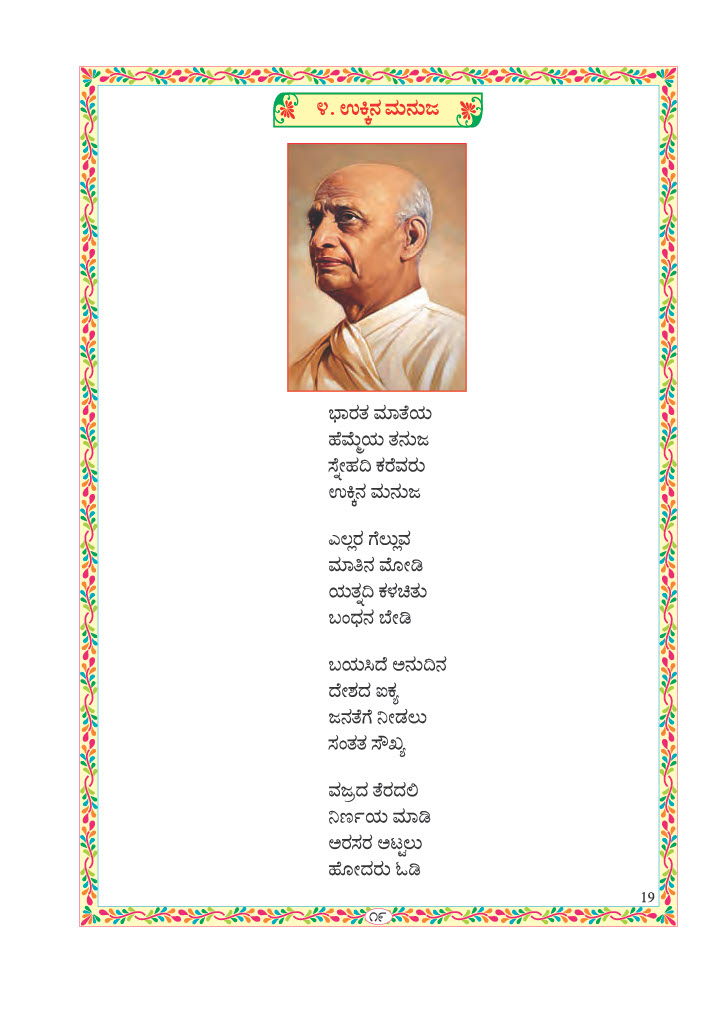 ೪. ಉಕ್ಕಿನ ಮನುಜ
ಭಾರತ ಮಾತೆಯ
ಹೆಮ್ಮೆಯ ತನುಜ
ಸ್ನೇಹದಿ ಕರೆವರು
ಉಕ್ಕಿನ ಮನುಜ
ಎಲ್ಲರ ಗೆಲ್ಲುವ
ಮಾತಿನ ಮೋಡಿ
ಯತ್ನದಿ ಕಳಚಿತು
ಬಂಧನ ಬೇಡಿ
ಬಯಸಿದೆ ಅನುದಿನ
ದೇಶದ ಐಕ್ಯ
ಜನತೆಗೆ ನೀಡಲು
ಸಂತತ ಸೌಖ್ಯ
ವಜ್ರದ ತೆರದಲಿ
ನಿರ್ಣಯ ಮಾಡಿ
ಅರಸರ ಅಟ್ಟಲು
ಹೋದರು ಓಡಿ
19
೧೯